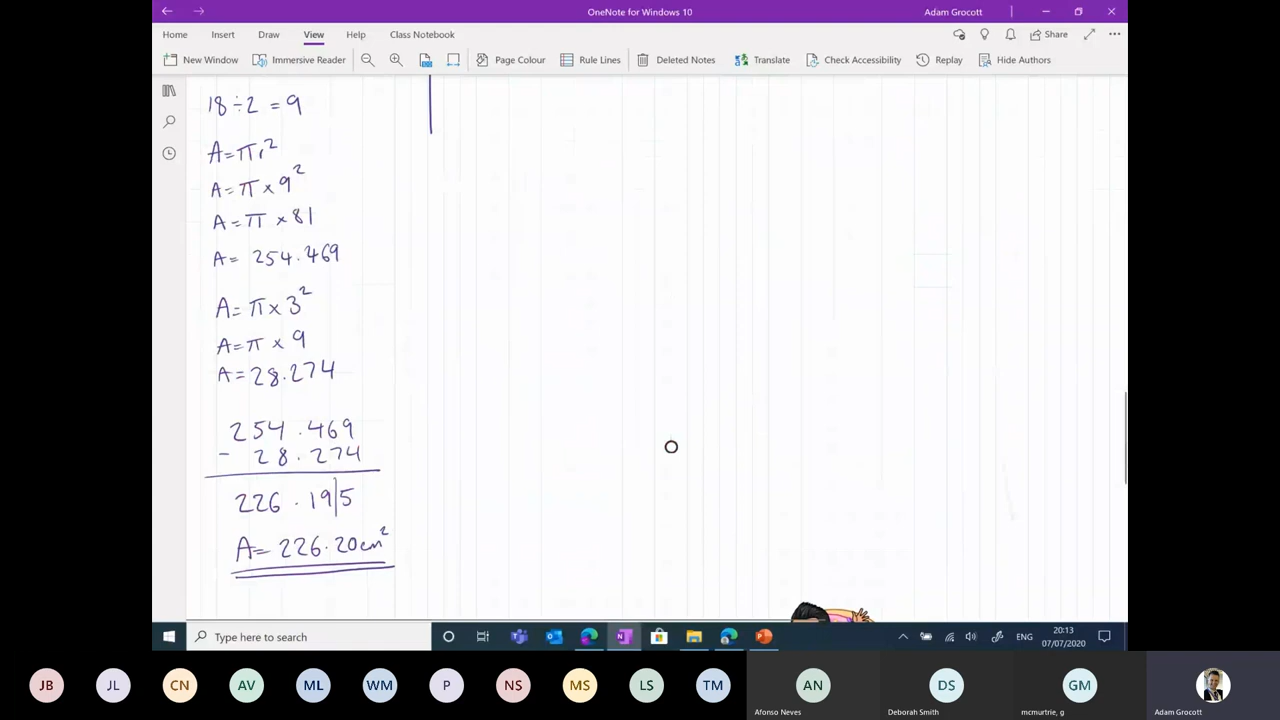 OneNote for Windows 10
Adam Grocott
Home Insert Draw View Help Class Notebook
Share
New Window Immersive Reader Page Colour Rule Lines Deleted Notes Translate Check Accessibility Replay Hide Authors
18 ÷ 2 = 9
A = πr²
A = π × 9²
A = π × 81
A = 254.469
A = π × 3²
A = π × 9
A = 28.274
254.469
- 28.274
226.19|5
A = 226.20cm²
Type here to search
ENG
20:13
07/07/2020
JB JL CN AV ML WM P NS MS LS TM AN DS GM
Afonso Neves Deborah Smith mcmurtrie, g Adam Grocott